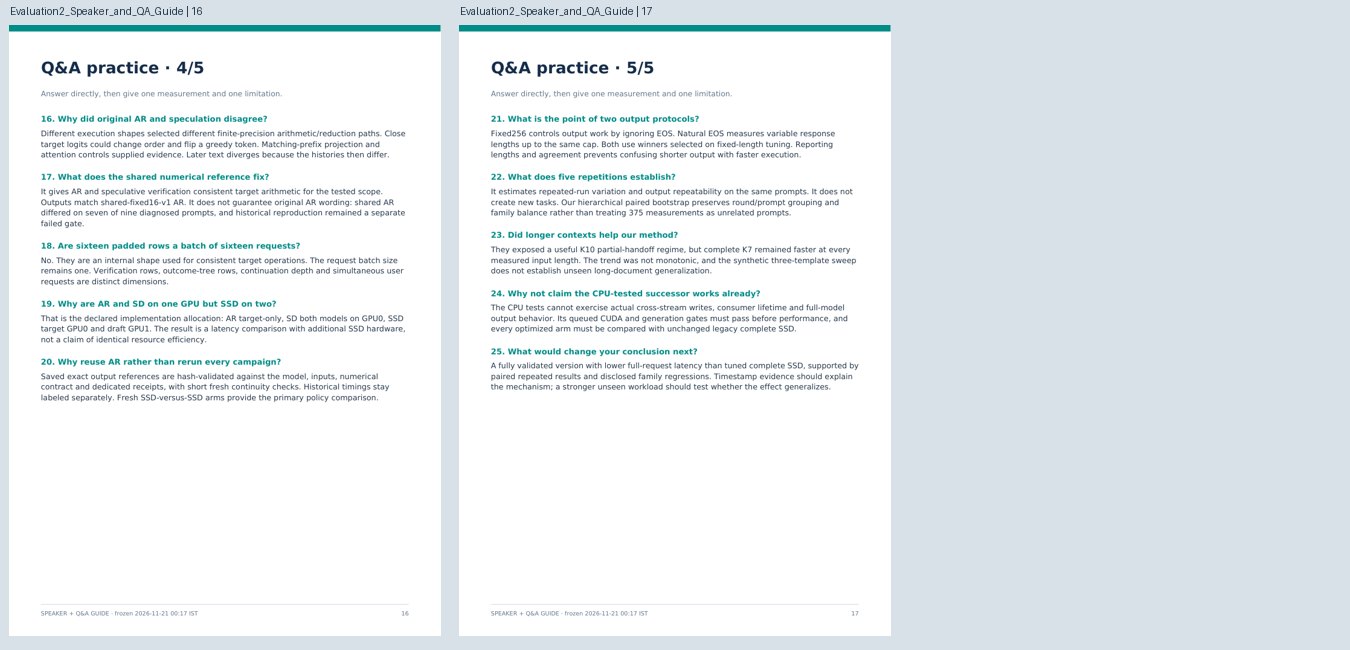 Evaluation2_Speaker_and_QA_Guide | 16
Q&A practice · 4/5
Answer directly, then give one measurement and one limitation.
16. Why did original AR and speculation disagree?
Different execution shapes selected different finite-precision arithmetic/reduction paths. Close
target logits could change order and flip a greedy token. Matching-prefix projection and
attention controls supplied evidence. Later text diverges because the histories then differ.
17. What does the shared numerical reference fix?
It gives AR and speculative verification consistent target arithmetic for the tested scope.
Outputs match shared-fixed16-v1 AR. It does not guarantee original AR wording: shared AR
differed on seven of nine diagnosed prompts, and historical reproduction remained a separate
failed gate.
18. Are sixteen padded rows a batch of sixteen requests?
No. They are an internal shape used for consistent target operations. The request batch size
remains one. Verification rows, outcome-tree rows, continuation depth and simultaneous user
requests are distinct dimensions.
19. Why are AR and SD on one GPU but SSD on two?
That is the declared implementation allocation: AR target-only, SD both models on GPU0, SSD
target GPU0 and draft GPU1. The result is a latency comparison with additional SSD hardware,
not a claim of identical resource efficiency.
20. Why reuse AR rather than rerun every campaign?
Saved exact output references are hash-validated against the model, inputs, numerical
contract and dedicated receipts, with short fresh continuity checks. Historical timings stay
labeled separately. Fresh SSD-versus-SSD arms provide the primary policy comparison.
SPEAKER + Q&A GUIDE · frozen 2026-11-21 00:17 IST
16
Evaluation2_Speaker_and_QA_Guide | 17
Q&A practice · 5/5
Answer directly, then give one measurement and one limitation.
21. What is the point of two output protocols?
Fixed256 controls output work by ignoring EOS. Natural EOS measures variable response
lengths up to the same cap. Both use winners selected on fixed-length tuning. Reporting
lengths and agreement prevents confusing shorter output with faster execution.
22. What does five repetitions establish?
It estimates repeated-run variation and output repeatability on the same prompts. It does not
create new tasks. Our hierarchical paired bootstrap preserves round/prompt grouping and
family balance rather than treating 375 measurements as unrelated prompts.
23. Did longer contexts help our method?
They exposed a useful K10 partial-handoff regime, but complete K7 remained faster at every
measured input length. The trend was not monotonic, and the synthetic three-template sweep
does not establish unseen long-document generalization.
24. Why not claim the CPU-tested successor works already?
The CPU tests cannot exercise actual cross-stream writes, consumer lifetime and full-model
output behavior. Its queued CUDA and generation gates must pass before performance, and
every optimized arm must be compared with unchanged legacy complete SSD.
25. What would change your conclusion next?
A fully validated version with lower full-request latency than tuned complete SSD, supported by
paired repeated results and disclosed family regressions. Timestamp evidence should explain
the mechanism; a stronger unseen workload should test whether the effect generalizes.
SPEAKER + Q&A GUIDE · frozen 2026-11-21 00:17 IST
17